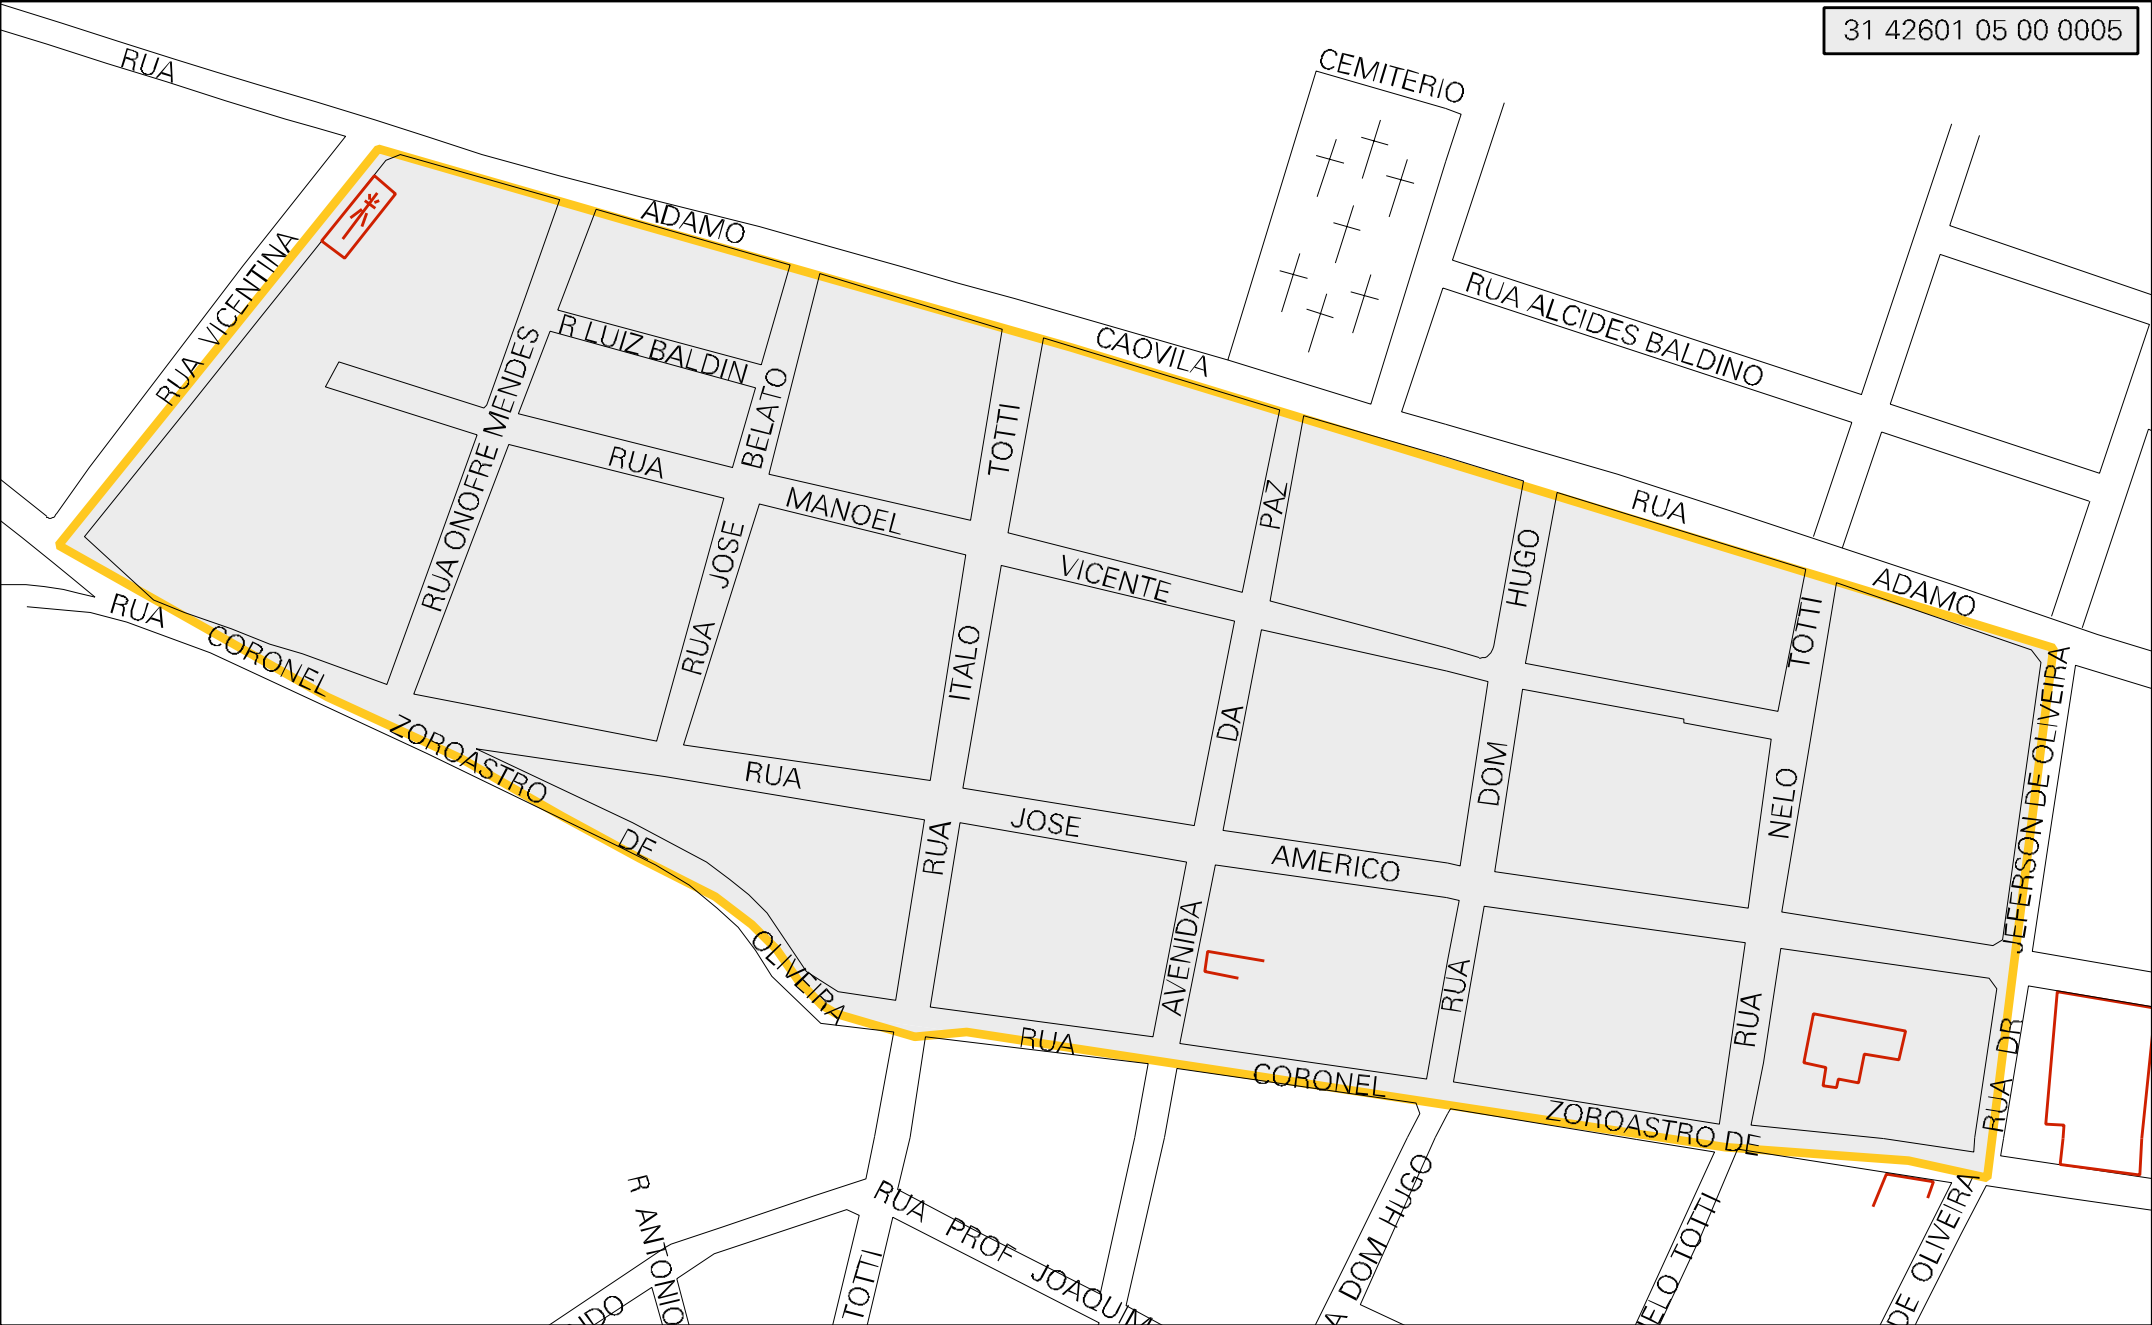 31 42601 05 00 0005
RUA
CEMITERIO
ADAMO
RUA VICENTINA
CAOVILA
RUA ALCIDES BALDINO
R LUIZ BALDIN
BELATO
TOTTI
RUA ONOFRE MENDES
RUA
MANOEL
PAZ
RUA
HUGO
VICENTE
ADAMO
RUA JOSE
TOTTI
RUA
CORONEL
ITALO
ZOROASTRO
DE
OLIVEIRA
RUA
JOSE
AMERICO
DA
DOM
NELO
JEFERSON DE OLIVEIRA
RUA
AVENIDA
RUA
RUA
RUA DR
RUA
CORONEL
ZOROASTRO DE
R ANTONIO
RUA PROF JOAQUIM
TOTTI
DOM HUGO
TOTTI
DE OLIVEIRA